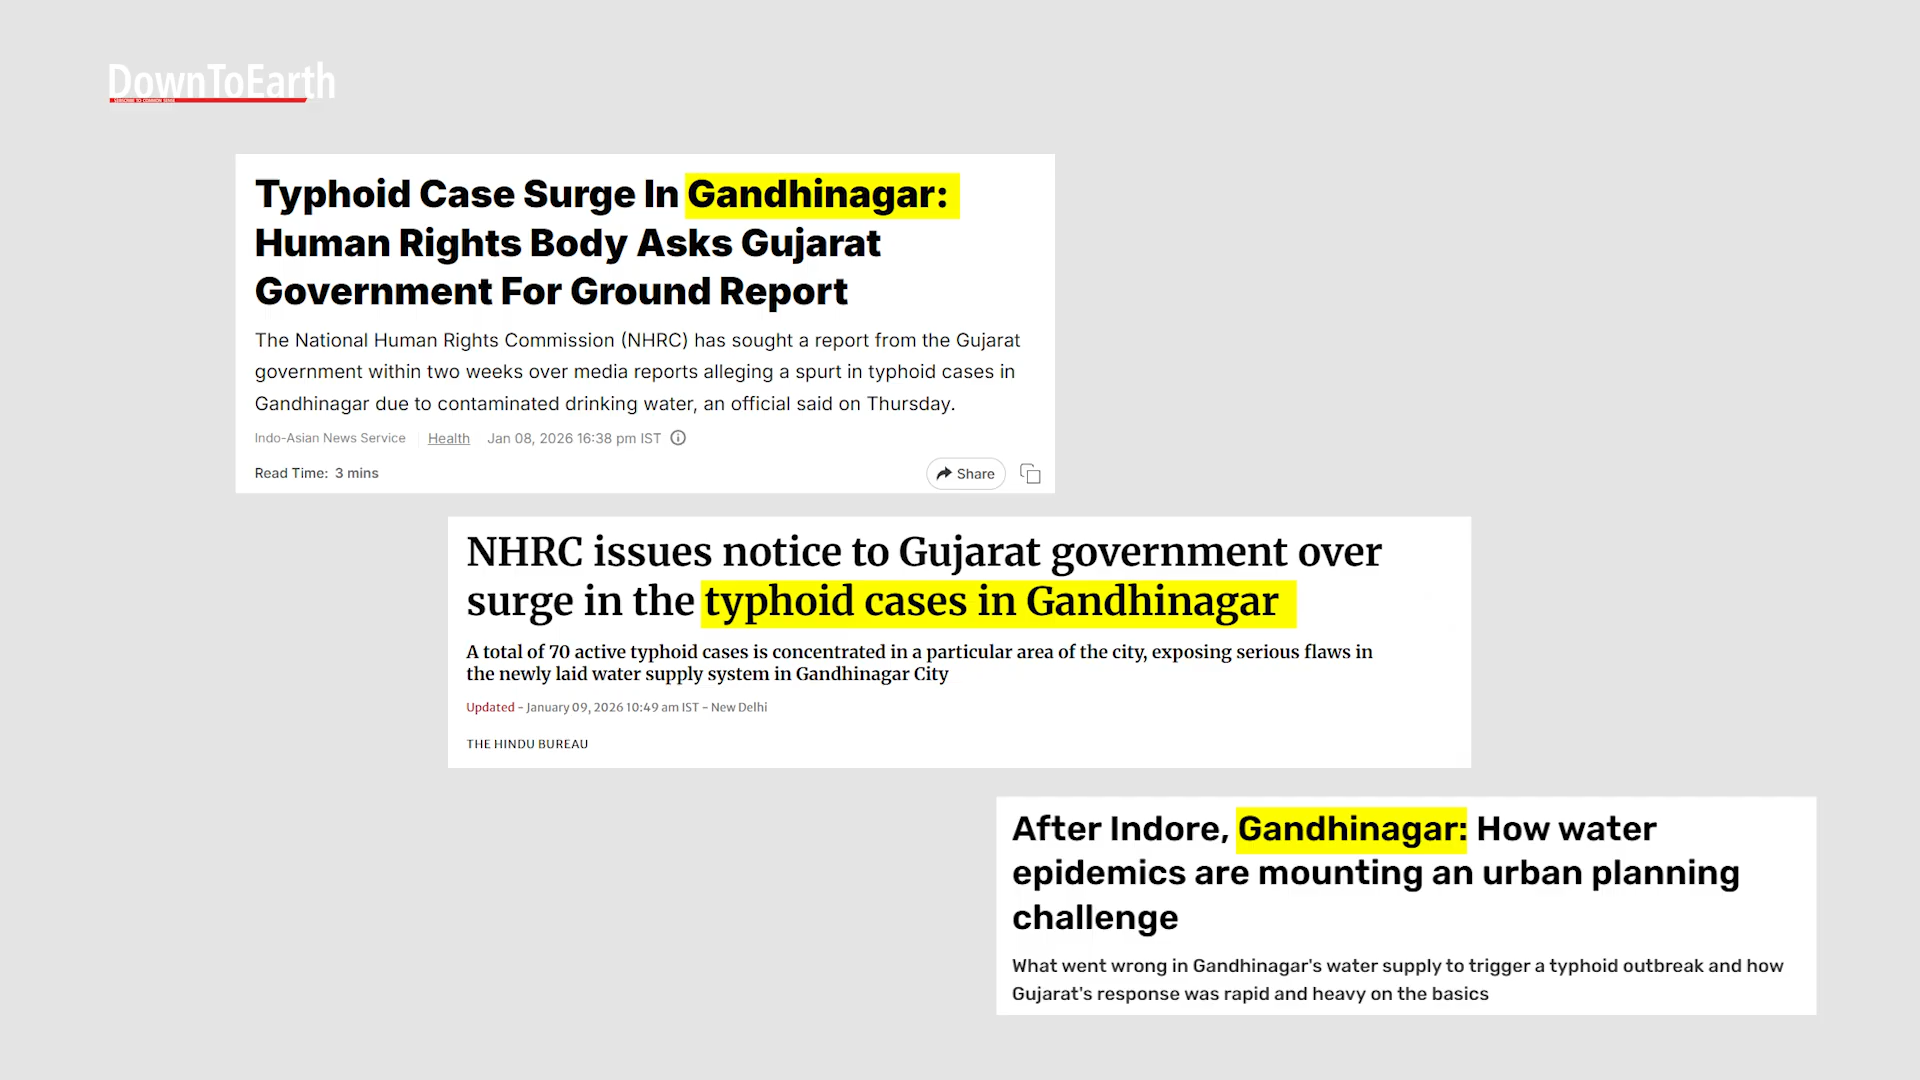 DownToEarth
SUBSCRIBE TO COMMON SENSE
Typhoid Case Surge In Gandhinagar:
Human Rights Body Asks Gujarat
Government For Ground Report
The National Human Rights Commission (NHRC) has sought a report from the Gujarat
government within two weeks over media reports alleging a spurt in typhoid cases in
Gandhinagar due to contaminated drinking water, an official said on Thursday.
Indo-Asian News Service Health Jan 08, 2026 16:38 pm IST
Read Time: 3 mins Share
NHRC issues notice to Gujarat government over
surge in the typhoid cases in Gandhinagar
A total of 70 active typhoid cases is concentrated in a particular area of the city, exposing serious flaws in
the newly laid water supply system in Gandhinagar City
Updated - January 09, 2026 10:49 am IST - New Delhi
THE HINDU BUREAU
After Indore, Gandhinagar: How water
epidemics are mounting an urban planning
challenge
What went wrong in Gandhinagar's water supply to trigger a typhoid outbreak and how
Gujarat's response was rapid and heavy on the basics